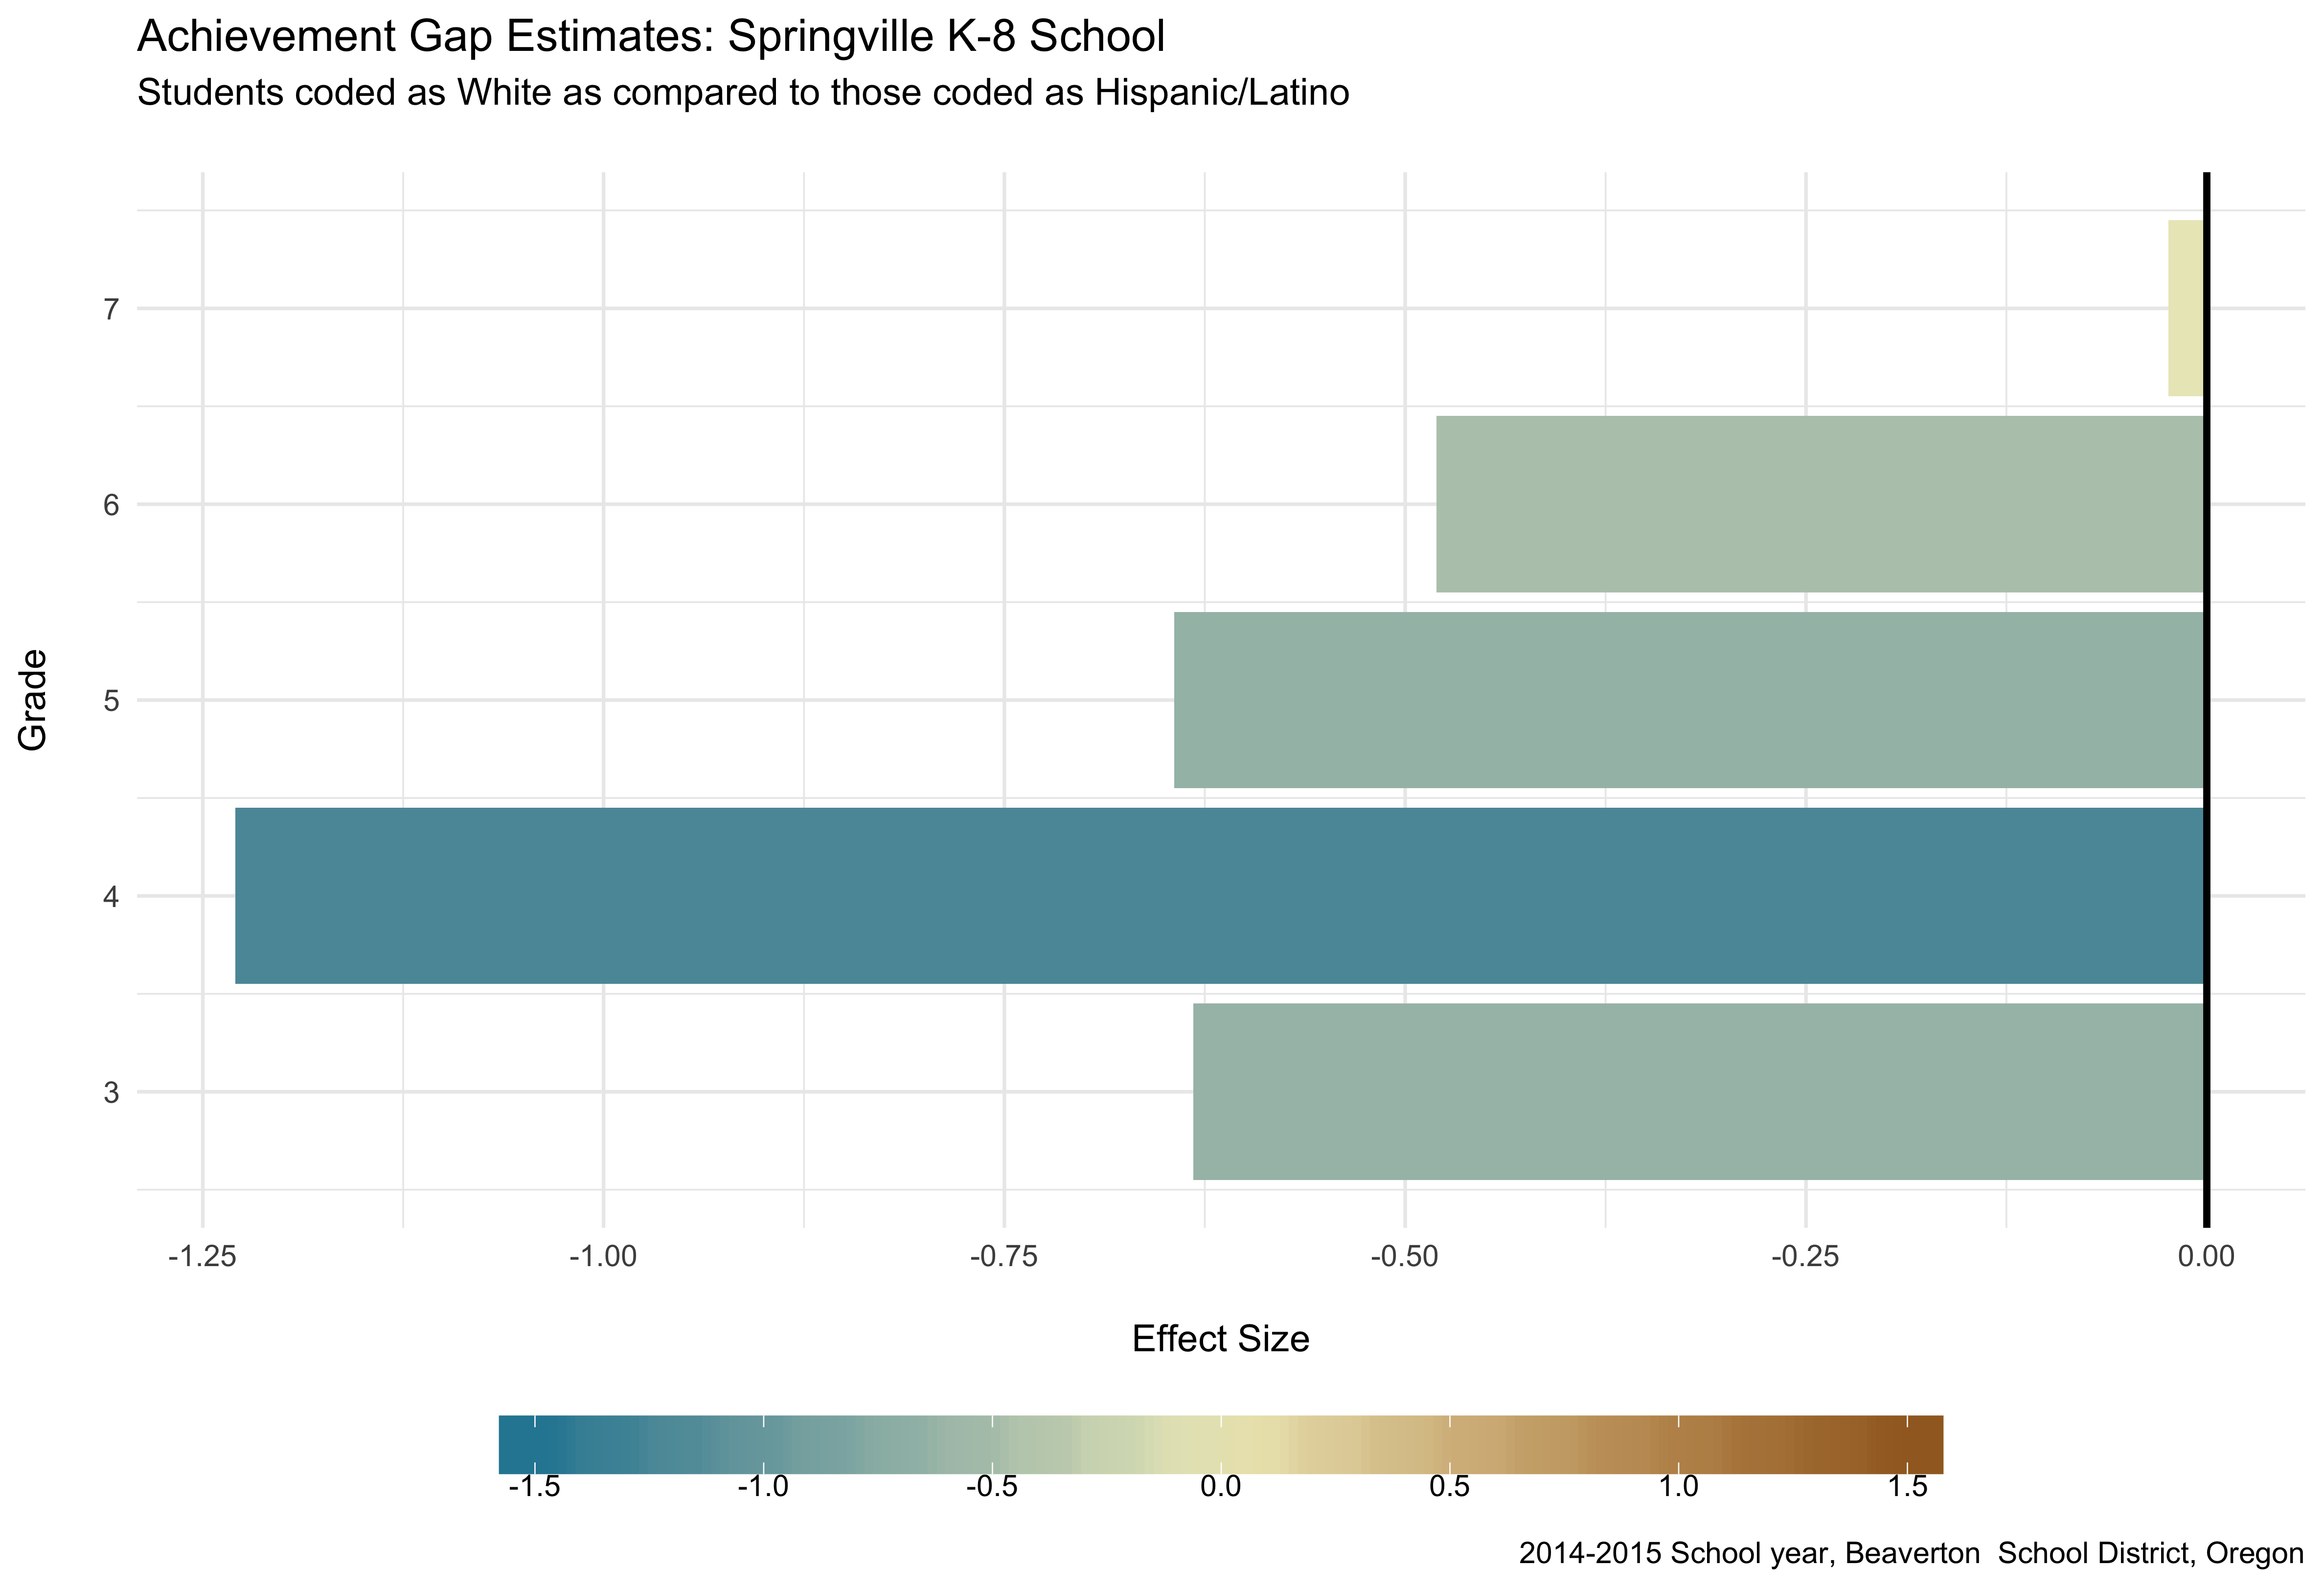 Achievement Gap Estimates: Springville K-8 School
Students coded as White as compared to those coded as Hispanic/Latino
7
6
5
4
3
Grade
-1.25 -1.00 -0.75 -0.50 -0.25 0.00
Effect Size
-1.5 -1.0 -0.5 0.0 0.5 1.0 1.5
2014-2015 School year, Beaverton  School District, Oregon